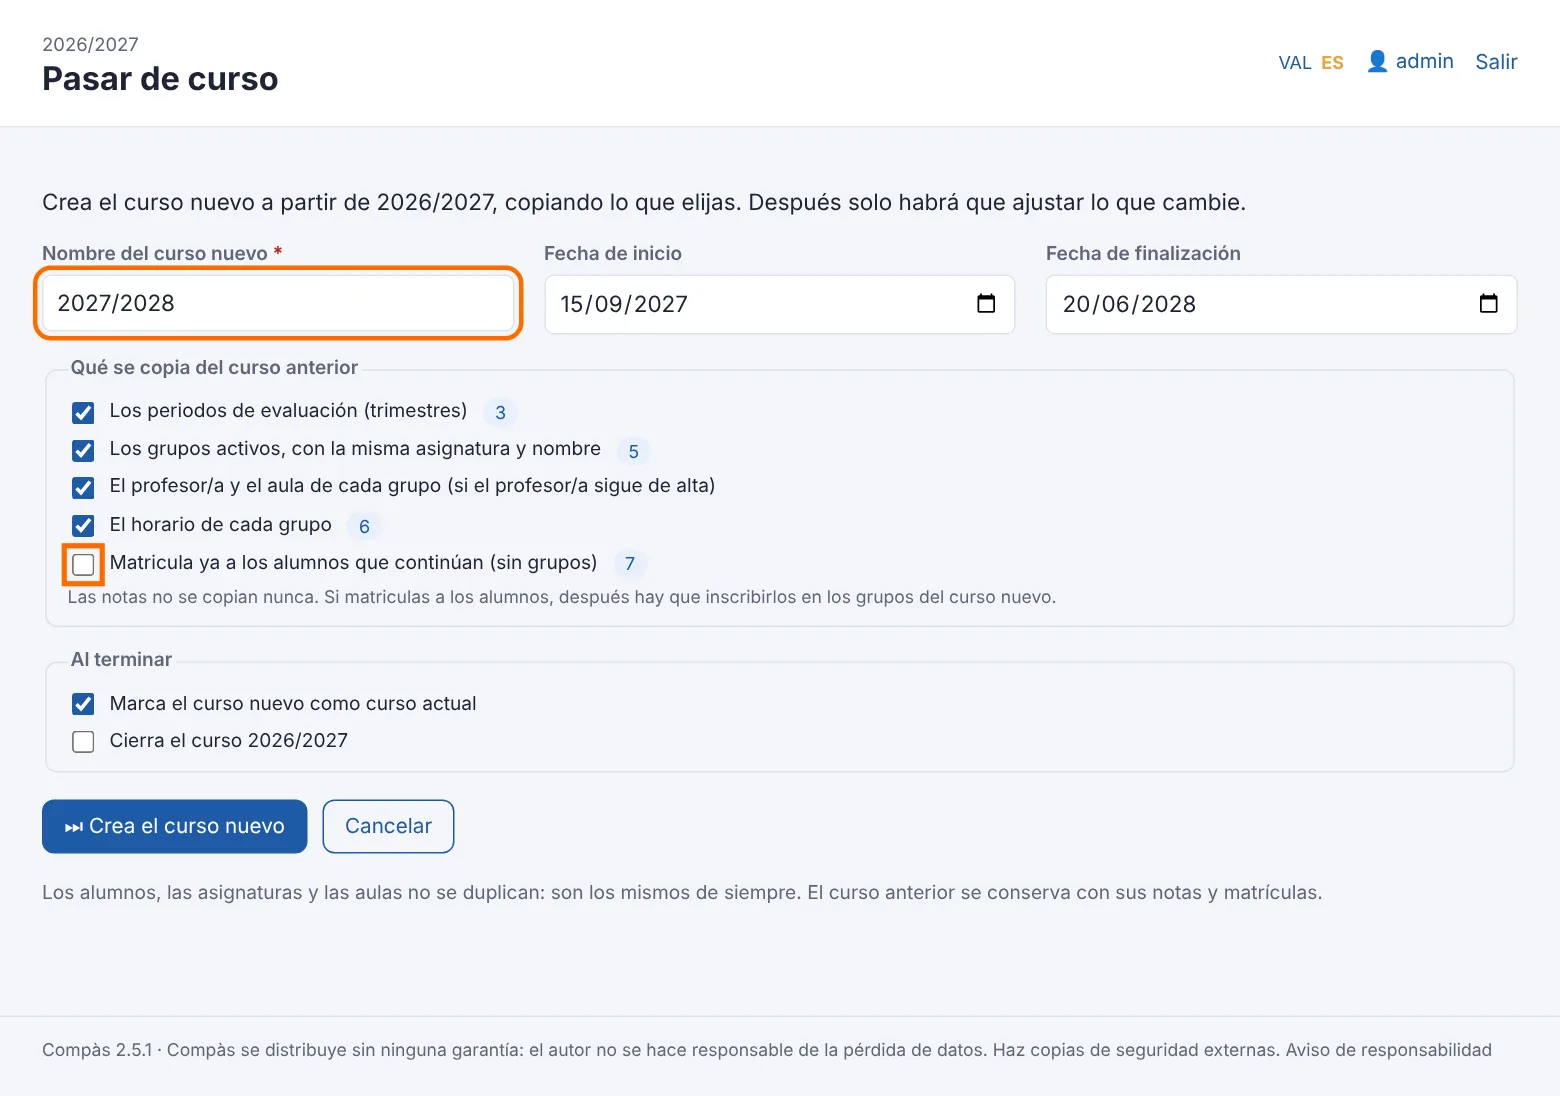 2026/2027
Pasar de curso
VAL ES 👤 admin Salir
Crea el curso nuevo a partir de 2026/2027, copiando lo que elijas. Después solo habrá que ajustar lo que cambie.
Nombre del curso nuevo * Fecha de inicio Fecha de finalización
2027/2028 15/09/2027 20/06/2028
Qué se copia del curso anterior
Los periodos de evaluación (trimestres) 3
Los grupos activos, con la misma asignatura y nombre 5
El profesor/a y el aula de cada grupo (si el profesor/a sigue de alta)
El horario de cada grupo 6
Matricula ya a los alumnos que continúan (sin grupos) 7
Las notas no se copian nunca. Si matriculas a los alumnos, después hay que inscribirlos en los grupos del curso nuevo.
Al terminar
Marca el curso nuevo como curso actual
Cierra el curso 2026/2027
⏭ Crea el curso nuevo Cancelar
Los alumnos, las asignaturas y las aulas no se duplican: son los mismos de siempre. El curso anterior se conserva con sus notas y matrículas.
Compàs 2.5.1 · Compàs se distribuye sin ninguna garantía: el autor no se hace responsable de la pérdida de datos. Haz copias de seguridad externas. Aviso de responsabilidad